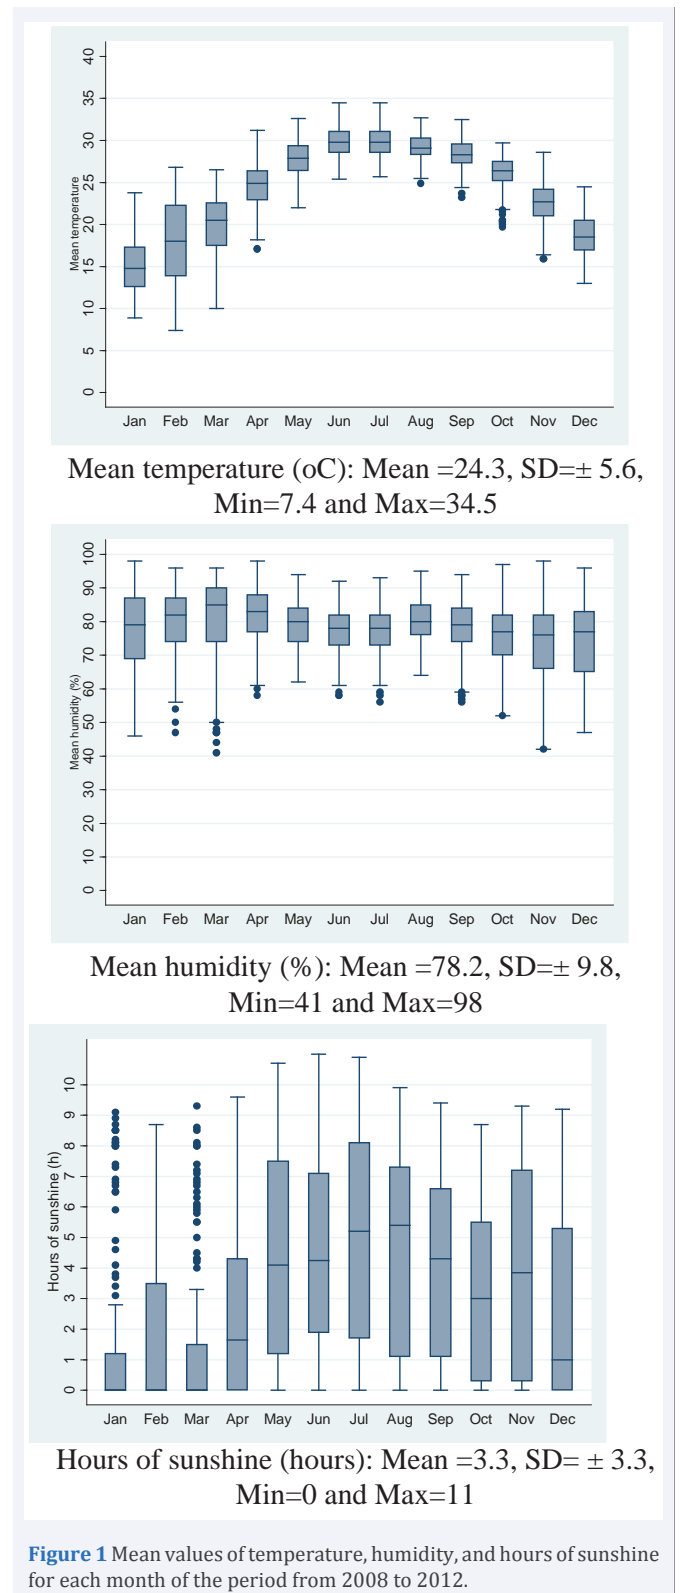 40
35
30
25
20
15
10
5
0
Mean temperature
Jan Feb Mar Apr May Jun Jul Aug Sep Oct Nov Dec
Mean temperature (oC): Mean =24.3, SD=± 5.6,
Min=7.4 and Max=34.5
100
90
80
70
60
50
40
30
20
10
0
Mean humidity (%)
Jan Feb Mar Apr May Jun Jul Aug Sep Oct Nov Dec
Mean humidity (%): Mean =78.2, SD=± 9.8,
Min=41 and Max=98
10
9
8
7
6
5
4
3
2
1
0
Hours of sunshine (h)
Jan Feb Mar Apr May Jun Jul Aug Sep Oct Nov Dec
Hours of sunshine (hours): Mean =3.3, SD= ± 3.3,
Min=0 and Max=11
Figure 1 Mean values of temperature, humidity, and hours of sunshine
for each month of the period from 2008 to 2012.